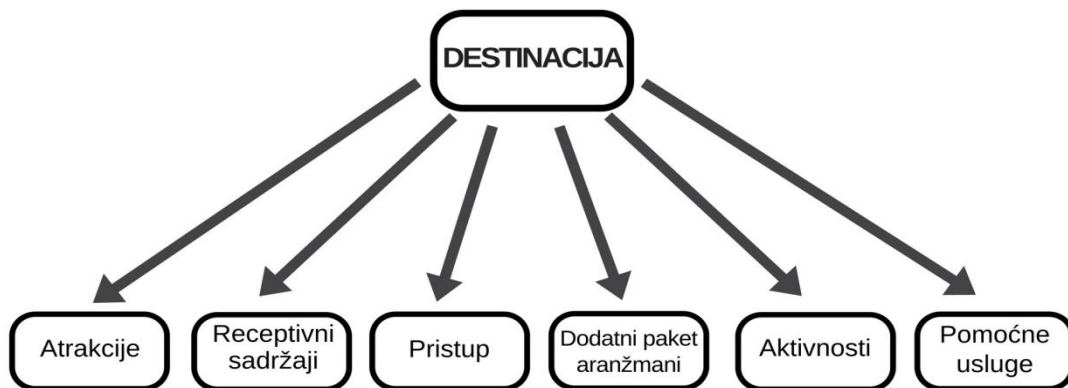 DESTINACIJA
Atrakcije
Receptivni
sadržaji
Pristup
Dodatni paket
aranžmani
Aktivnosti
Pomoćne
usluge